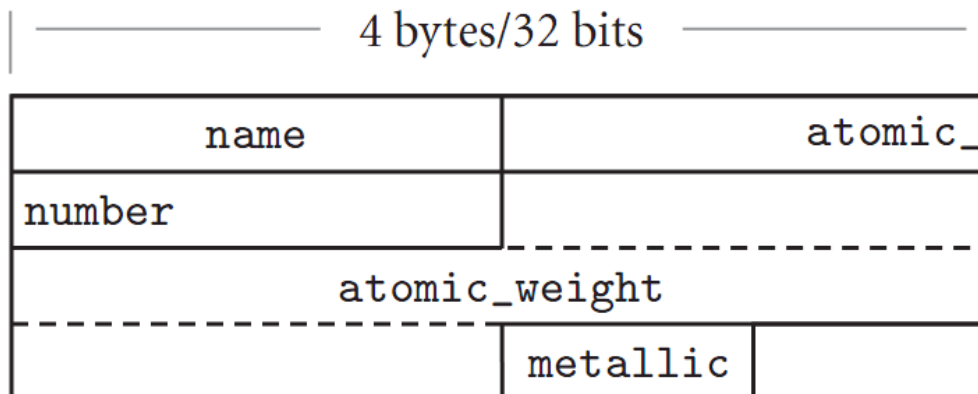 4 bytes/32 bits
name atomic_
number
atomic_weight
metallic